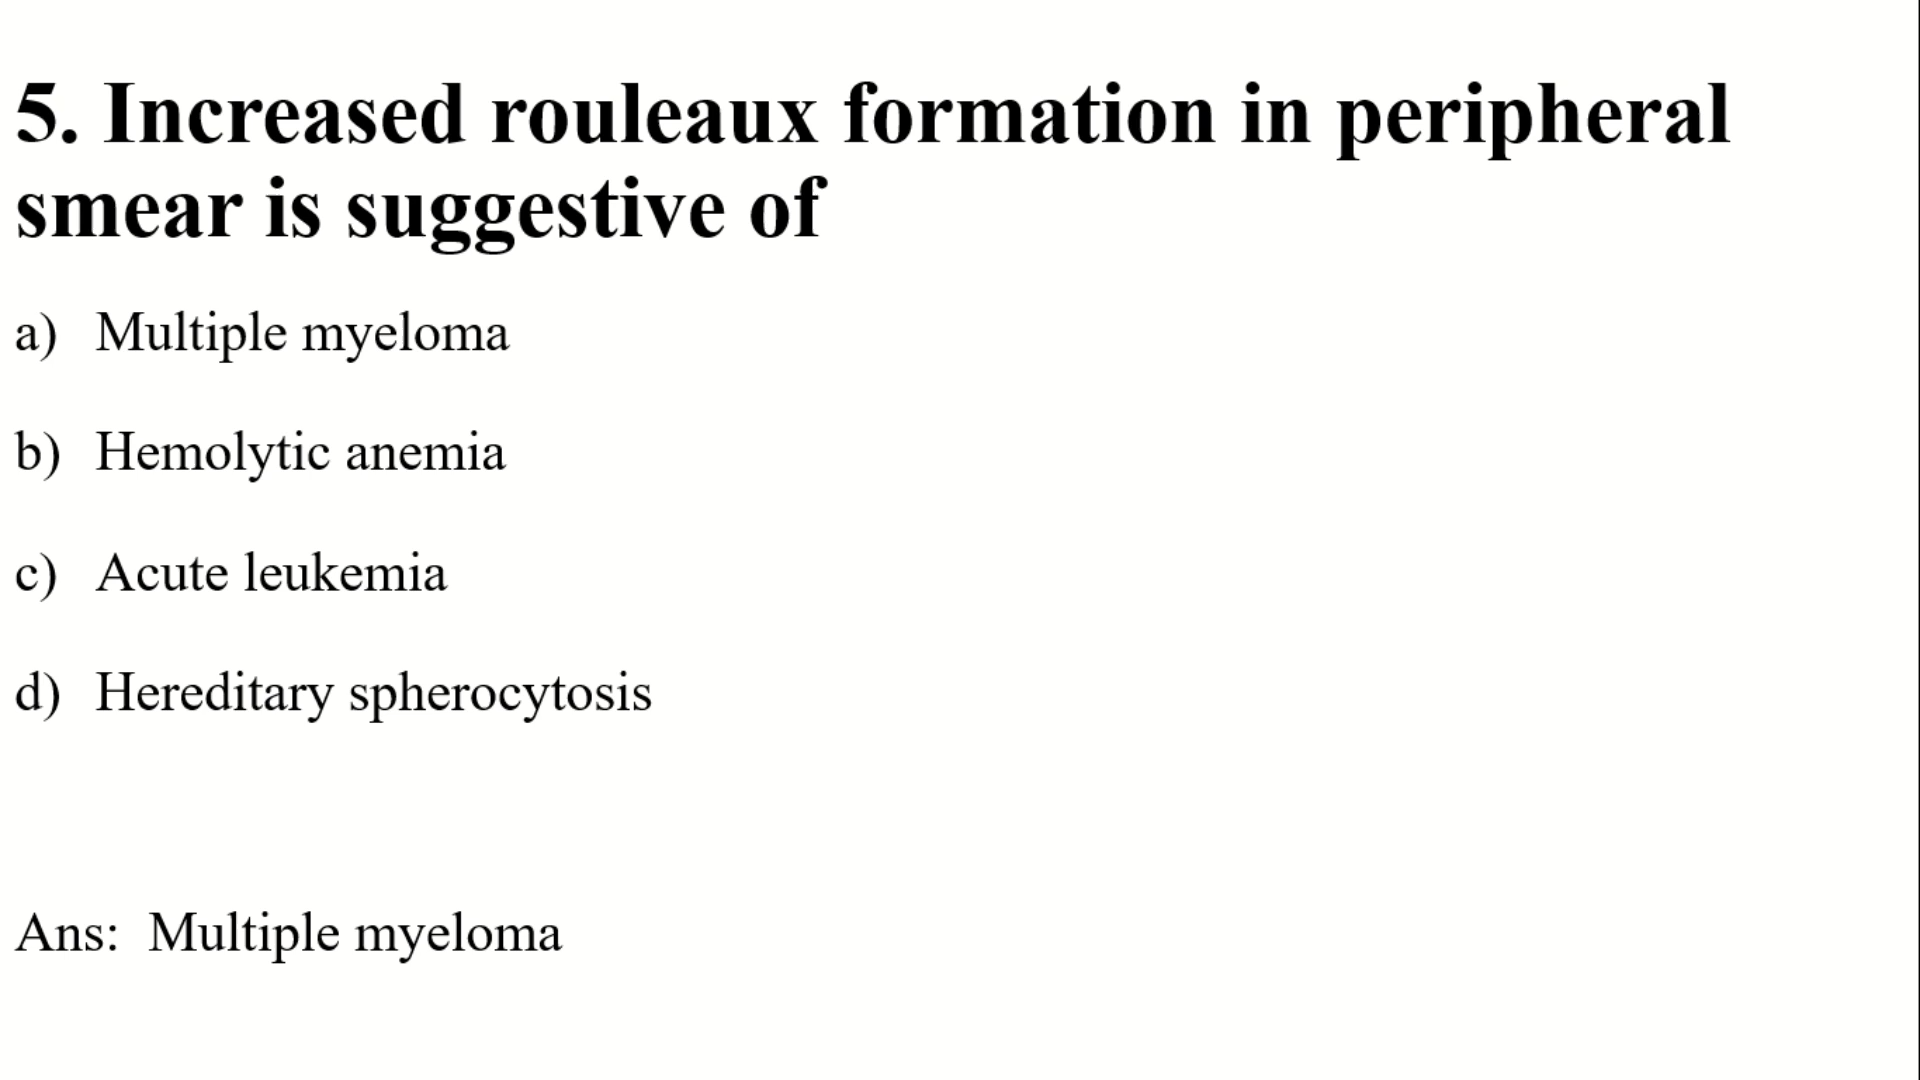 5. Increased rouleaux formation in peripheral
smear is suggestive of
a) Multiple myeloma
b) Hemolytic anemia
c) Acute leukemia
d) Hereditary spherocytosis
Ans: Multiple myeloma